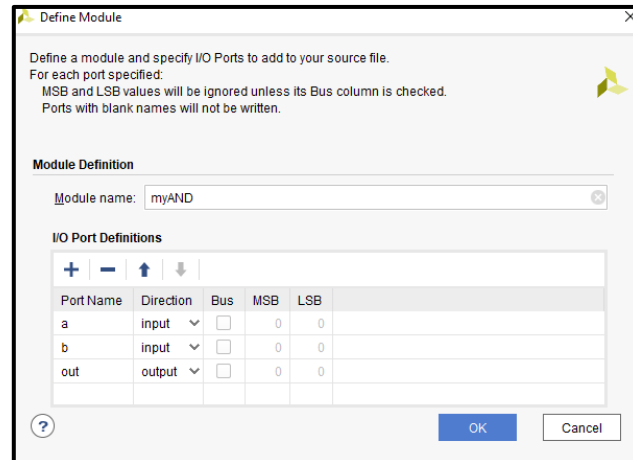 Define Module
Define a module and specify I/O Ports to add to your source file.
For each port specified:
MSB and LSB values will be ignored unless its Bus column is checked.
Ports with blank names will not be written.
Module Definition
Module name: myAND
I/O Port Definitions
Port Name Direction Bus MSB LSB
a input 0 0
b input 0 0
out output 0 0
? OK Cancel